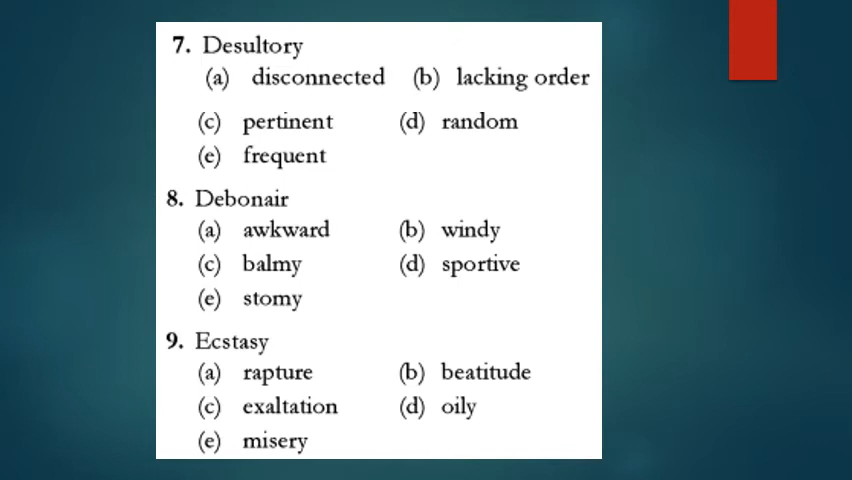 7. Desultory
(a) disconnected (b) lacking order
(c) pertinent (d) random
(e) frequent
8. Debonair
(a) awkward (b) windy
(c) balmy (d) sportive
(e) stomy
9. Ecstasy
(a) rapture (b) beatitude
(c) exaltation (d) oily
(e) misery